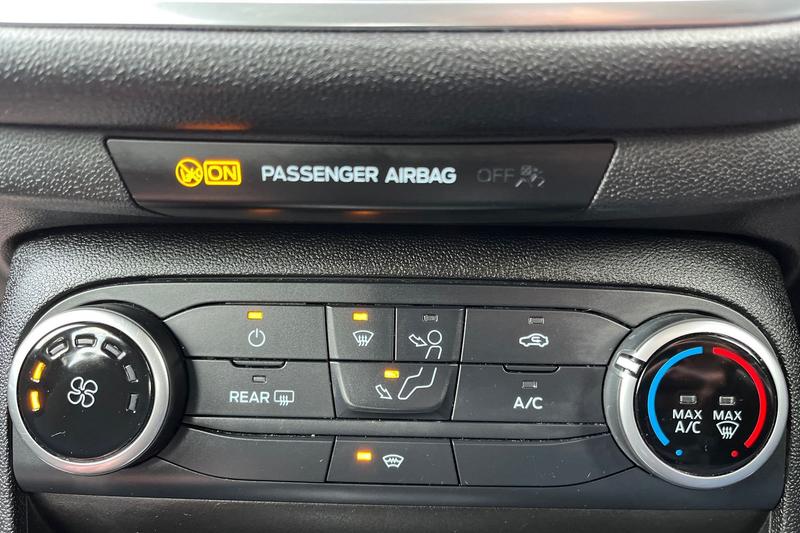 ON PASSENGER AIRBAG OFF
REAR
A/C
MAX A/C
MAX